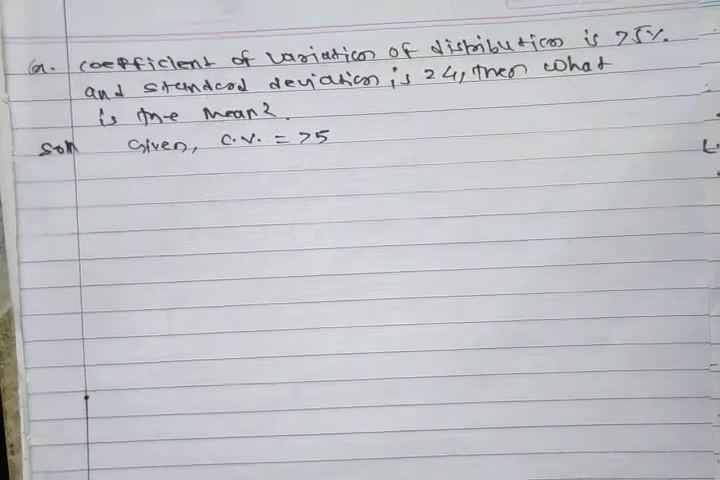 Q. coefficient of variation of distribution is 75%.
and standard deviation is 24, then what
is the mean?
Soln Given, C.V. = 75